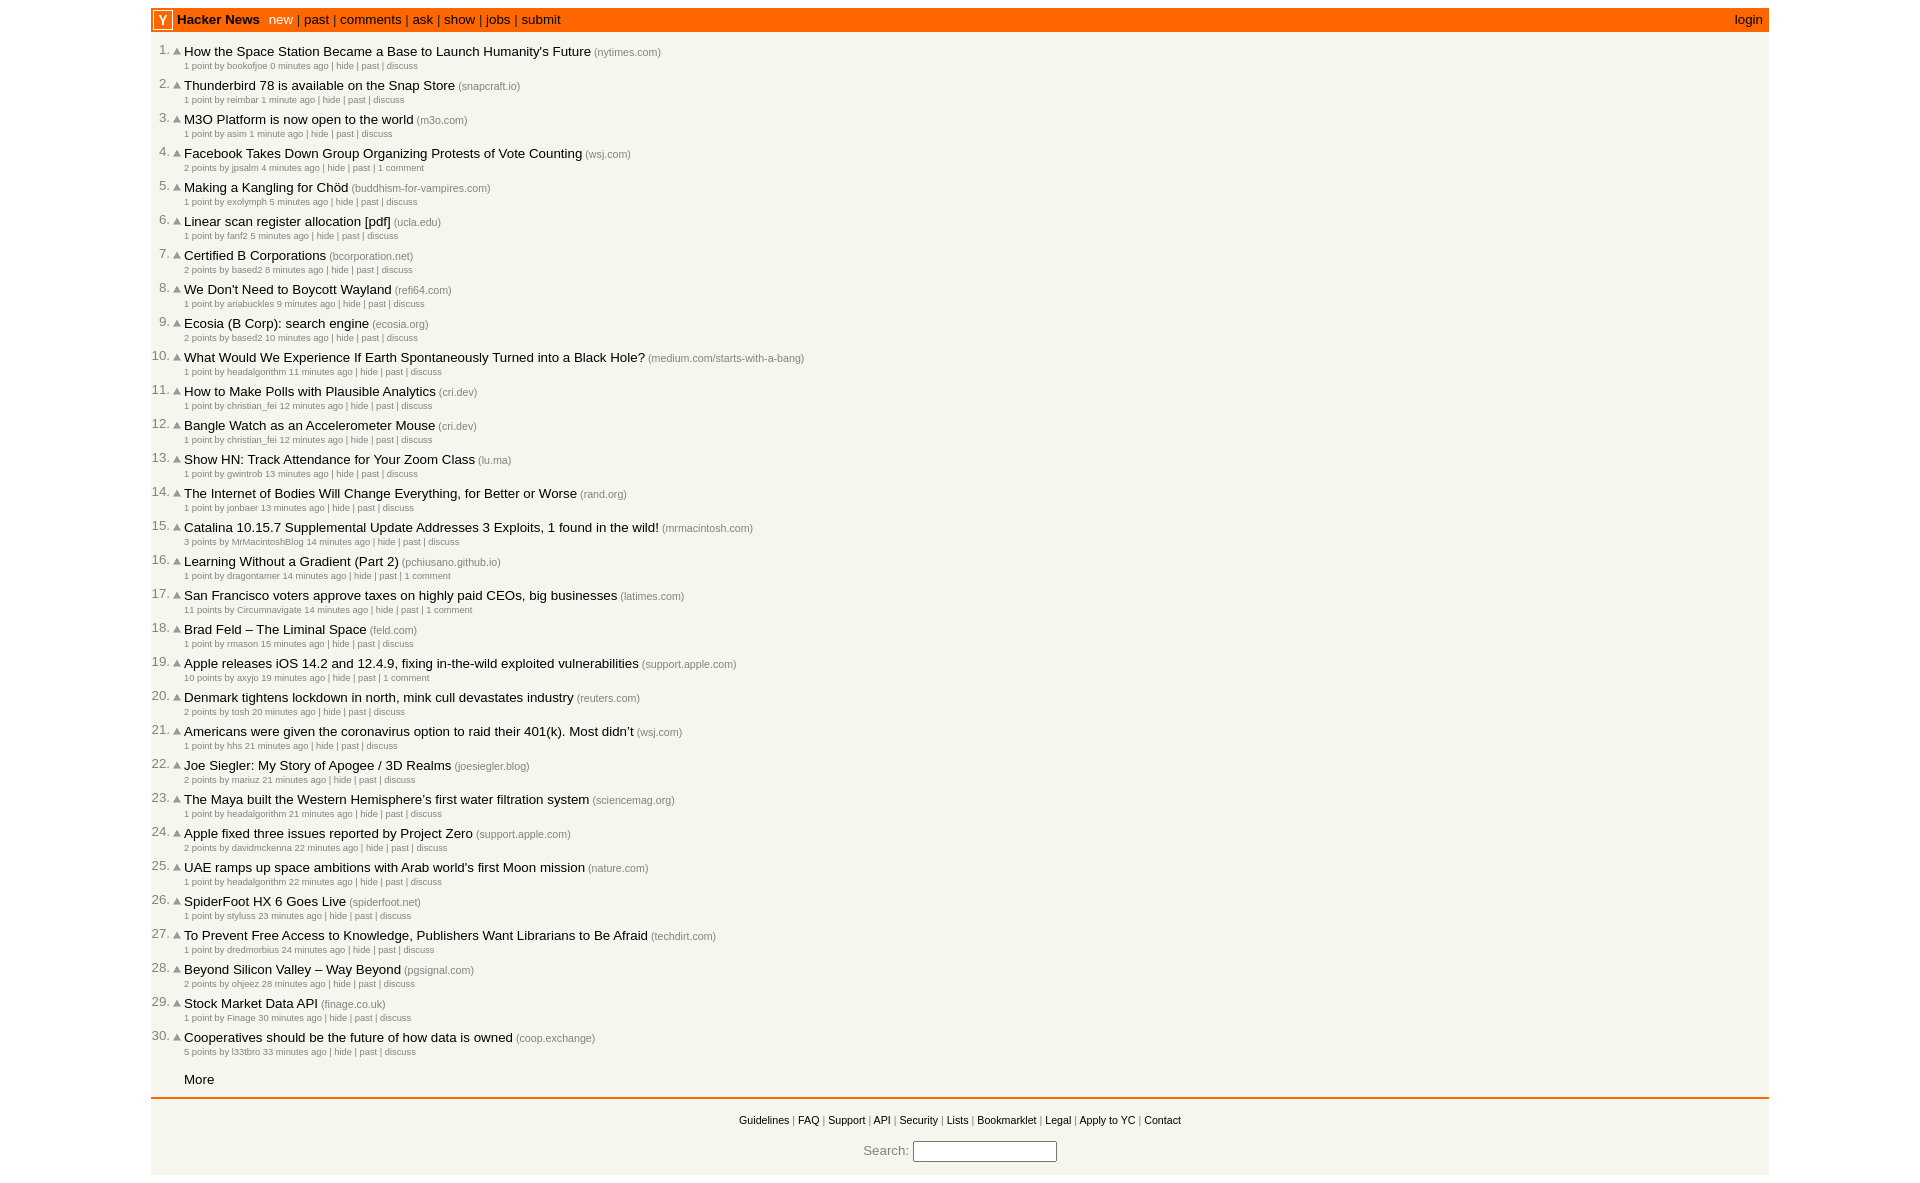 Y Hacker News new | past | comments | ask | show | jobs | submit login
1. How the Space Station Became a Base to Launch Humanity's Future (nytimes.com)
1 point by bookofjoe 0 minutes ago | hide | past | discuss
2. Thunderbird 78 is available on the Snap Store (snapcraft.io)
1 point by reimbar 1 minute ago | hide | past | discuss
3. M3O Platform is now open to the world (m3o.com)
1 point by asim 1 minute ago | hide | past | discuss
4. Facebook Takes Down Group Organizing Protests of Vote Counting (wsj.com)
2 points by jpsalm 4 minutes ago | hide | past | 1 comment
5. Making a Kangling for Chöd (buddhism-for-vampires.com)
1 point by exolymph 5 minutes ago | hide | past | discuss
6. Linear scan register allocation [pdf] (ucla.edu)
1 point by fanf2 5 minutes ago | hide | past | discuss
7. Certified B Corporations (bcorporation.net)
2 points by based2 8 minutes ago | hide | past | discuss
8. We Don't Need to Boycott Wayland (refi64.com)
1 point by ariabuckles 9 minutes ago | hide | past | discuss
9. Ecosia (B Corp): search engine (ecosia.org)
2 points by based2 10 minutes ago | hide | past | discuss
10. What Would We Experience If Earth Spontaneously Turned into a Black Hole? (medium.com/starts-with-a-bang)
1 point by headalgorithm 11 minutes ago | hide | past | discuss
11. How to Make Polls with Plausible Analytics (cri.dev)
1 point by christian_fei 12 minutes ago | hide | past | discuss
12. Bangle Watch as an Accelerometer Mouse (cri.dev)
1 point by christian_fei 12 minutes ago | hide | past | discuss
13. Show HN: Track Attendance for Your Zoom Class (lu.ma)
1 point by gwintrob 13 minutes ago | hide | past | discuss
14. The Internet of Bodies Will Change Everything, for Better or Worse (rand.org)
1 point by jonbaer 13 minutes ago | hide | past | discuss
15. Catalina 10.15.7 Supplemental Update Addresses 3 Exploits, 1 found in the wild! (mrmacintosh.com)
3 points by MrMacintoshBlog 14 minutes ago | hide | past | discuss
16. Learning Without a Gradient (Part 2) (pchiusano.github.io)
1 point by dragontamer 14 minutes ago | hide | past | 1 comment
17. San Francisco voters approve taxes on highly paid CEOs, big businesses (latimes.com)
11 points by Circumnavigate 14 minutes ago | hide | past | 1 comment
18. Brad Feld – The Liminal Space (feld.com)
1 point by rmason 15 minutes ago | hide | past | discuss
19. Apple releases iOS 14.2 and 12.4.9, fixing in-the-wild exploited vulnerabilities (support.apple.com)
10 points by axyjo 19 minutes ago | hide | past | 1 comment
20. Denmark tightens lockdown in north, mink cull devastates industry (reuters.com)
2 points by tosh 20 minutes ago | hide | past | discuss
21. Americans were given the coronavirus option to raid their 401(k). Most didn’t (wsj.com)
1 point by hhs 21 minutes ago | hide | past | discuss
22. Joe Siegler: My Story of Apogee / 3D Realms (joesiegler.blog)
2 points by mariuz 21 minutes ago | hide | past | discuss
23. The Maya built the Western Hemisphere’s first water filtration system (sciencemag.org)
1 point by headalgorithm 21 minutes ago | hide | past | discuss
24. Apple fixed three issues reported by Project Zero (support.apple.com)
2 points by davidmckenna 22 minutes ago | hide | past | discuss
25. UAE ramps up space ambitions with Arab world's first Moon mission (nature.com)
1 point by headalgorithm 22 minutes ago | hide | past | discuss
26. SpiderFoot HX 6 Goes Live (spiderfoot.net)
1 point by styluss 23 minutes ago | hide | past | discuss
27. To Prevent Free Access to Knowledge, Publishers Want Librarians to Be Afraid (techdirt.com)
1 point by dredmorbius 24 minutes ago | hide | past | discuss
28. Beyond Silicon Valley – Way Beyond (pgsignal.com)
2 points by ohjeez 28 minutes ago | hide | past | discuss
29. Stock Market Data API (finage.co.uk)
1 point by Finage 30 minutes ago | hide | past | discuss
30. Cooperatives should be the future of how data is owned (coop.exchange)
5 points by l33tbro 33 minutes ago | hide | past | discuss
More
Guidelines | FAQ | Support | API | Security | Lists | Bookmarklet | Legal | Apply to YC | Contact
Search: